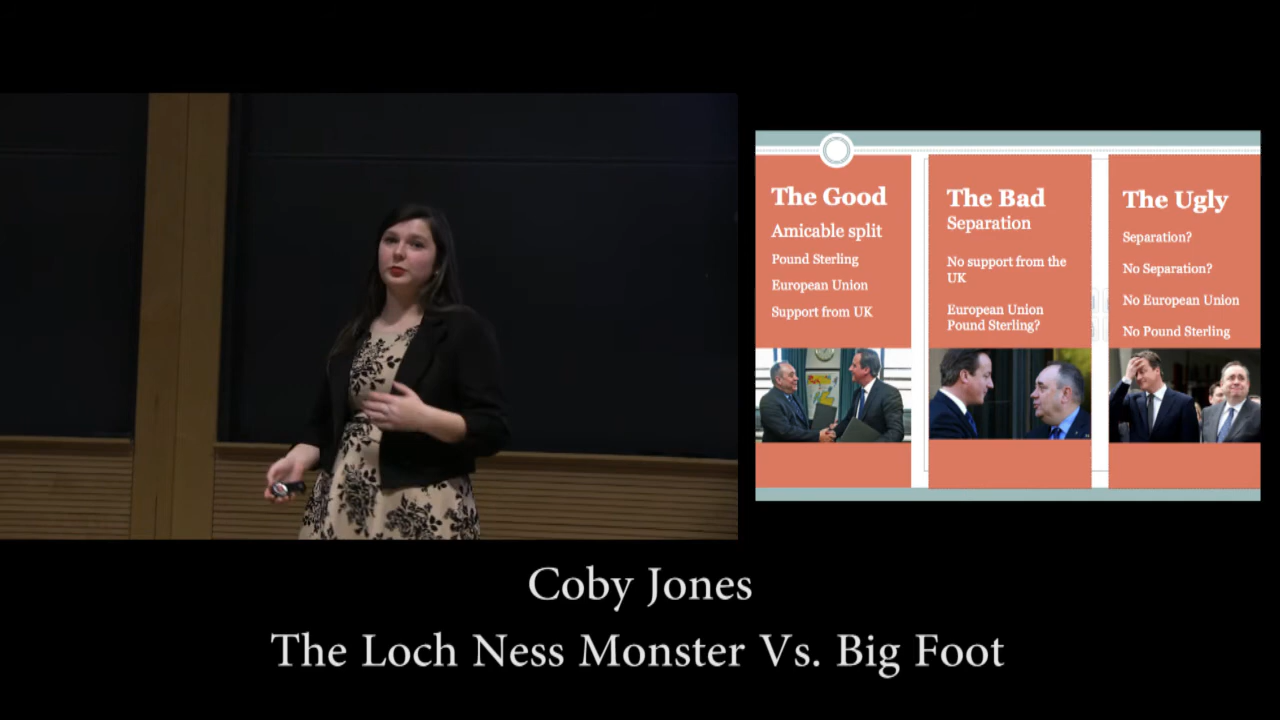 The Good
Amicable split
Pound Sterling
European Union
Support from UK
The Bad
Separation
No support from the
UK
European Union
Pound Sterling?
The Ugly
Separation?
No Separation?
No European Union
No Pound Sterling
Coby Jones
The Loch Ness Monster Vs. Big Foot